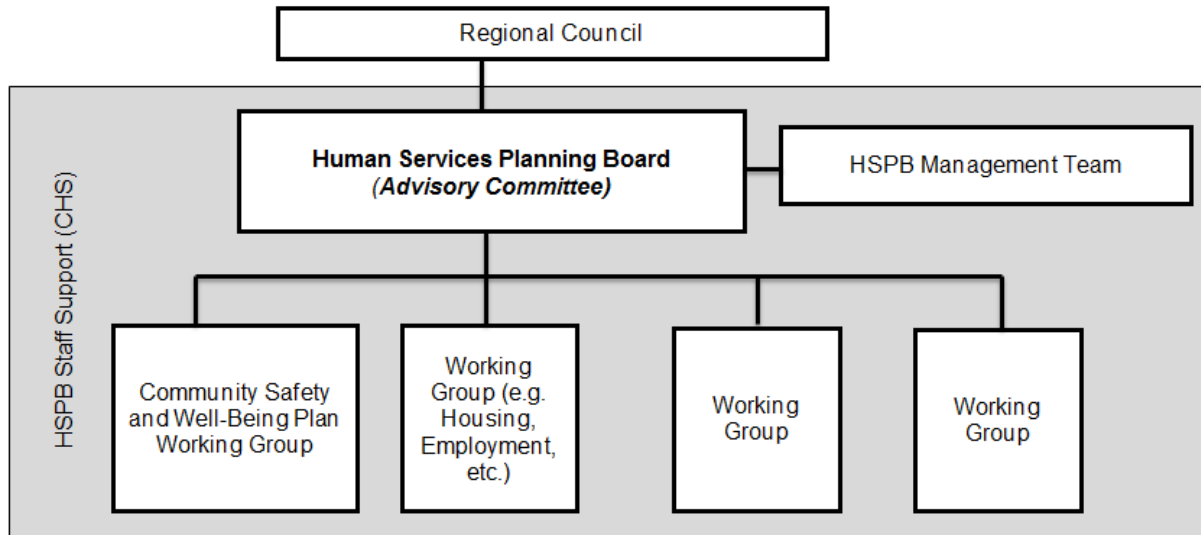 Regional Council
HSPB Staff Support (CHS)
Human Services Planning Board
(Advisory Committee)
HSPB Management Team
Community Safety
and Well-Being Plan
Working Group
Working
Group (e.g.
Housing,
Employment,
etc.)
Working
Group
Working
Group